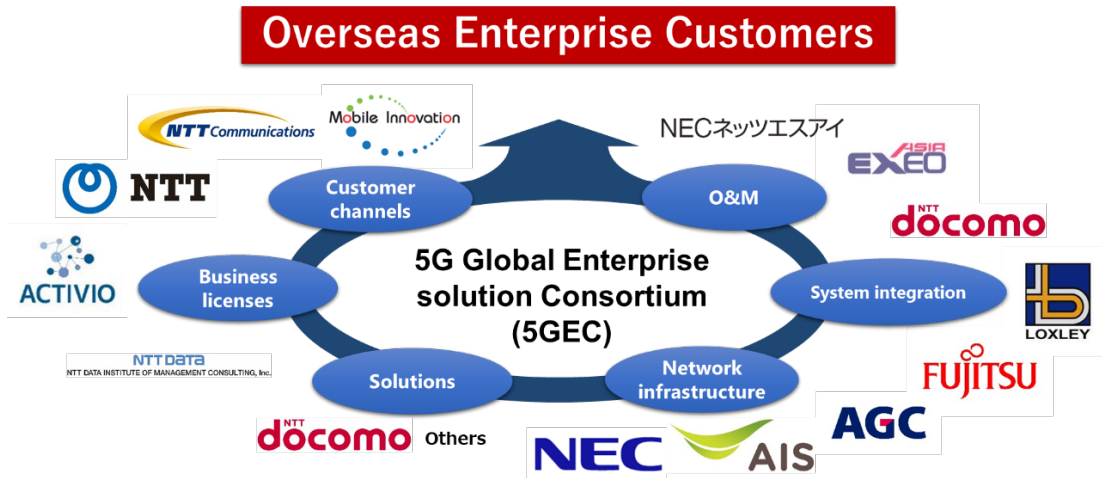 Overseas Enterprise Customers
NTT Communications
Mobile Innovation
NECネッツエスアイ
ASIA
EXEO
NTT
Customer
channels
O&M
NTT
docomo
5G Global Enterprise
solution Consortium
(5GEC)
ACTIVIO
Business
licenses
System integration
LOXLEY
NTT DATA
NTT DATA INSTITUTE OF MANAGEMENT CONSULTING, Inc.
Solutions
Network
infrastructure
FUJITSU
NTT
docomo
Others
NEC
AIS
AGC